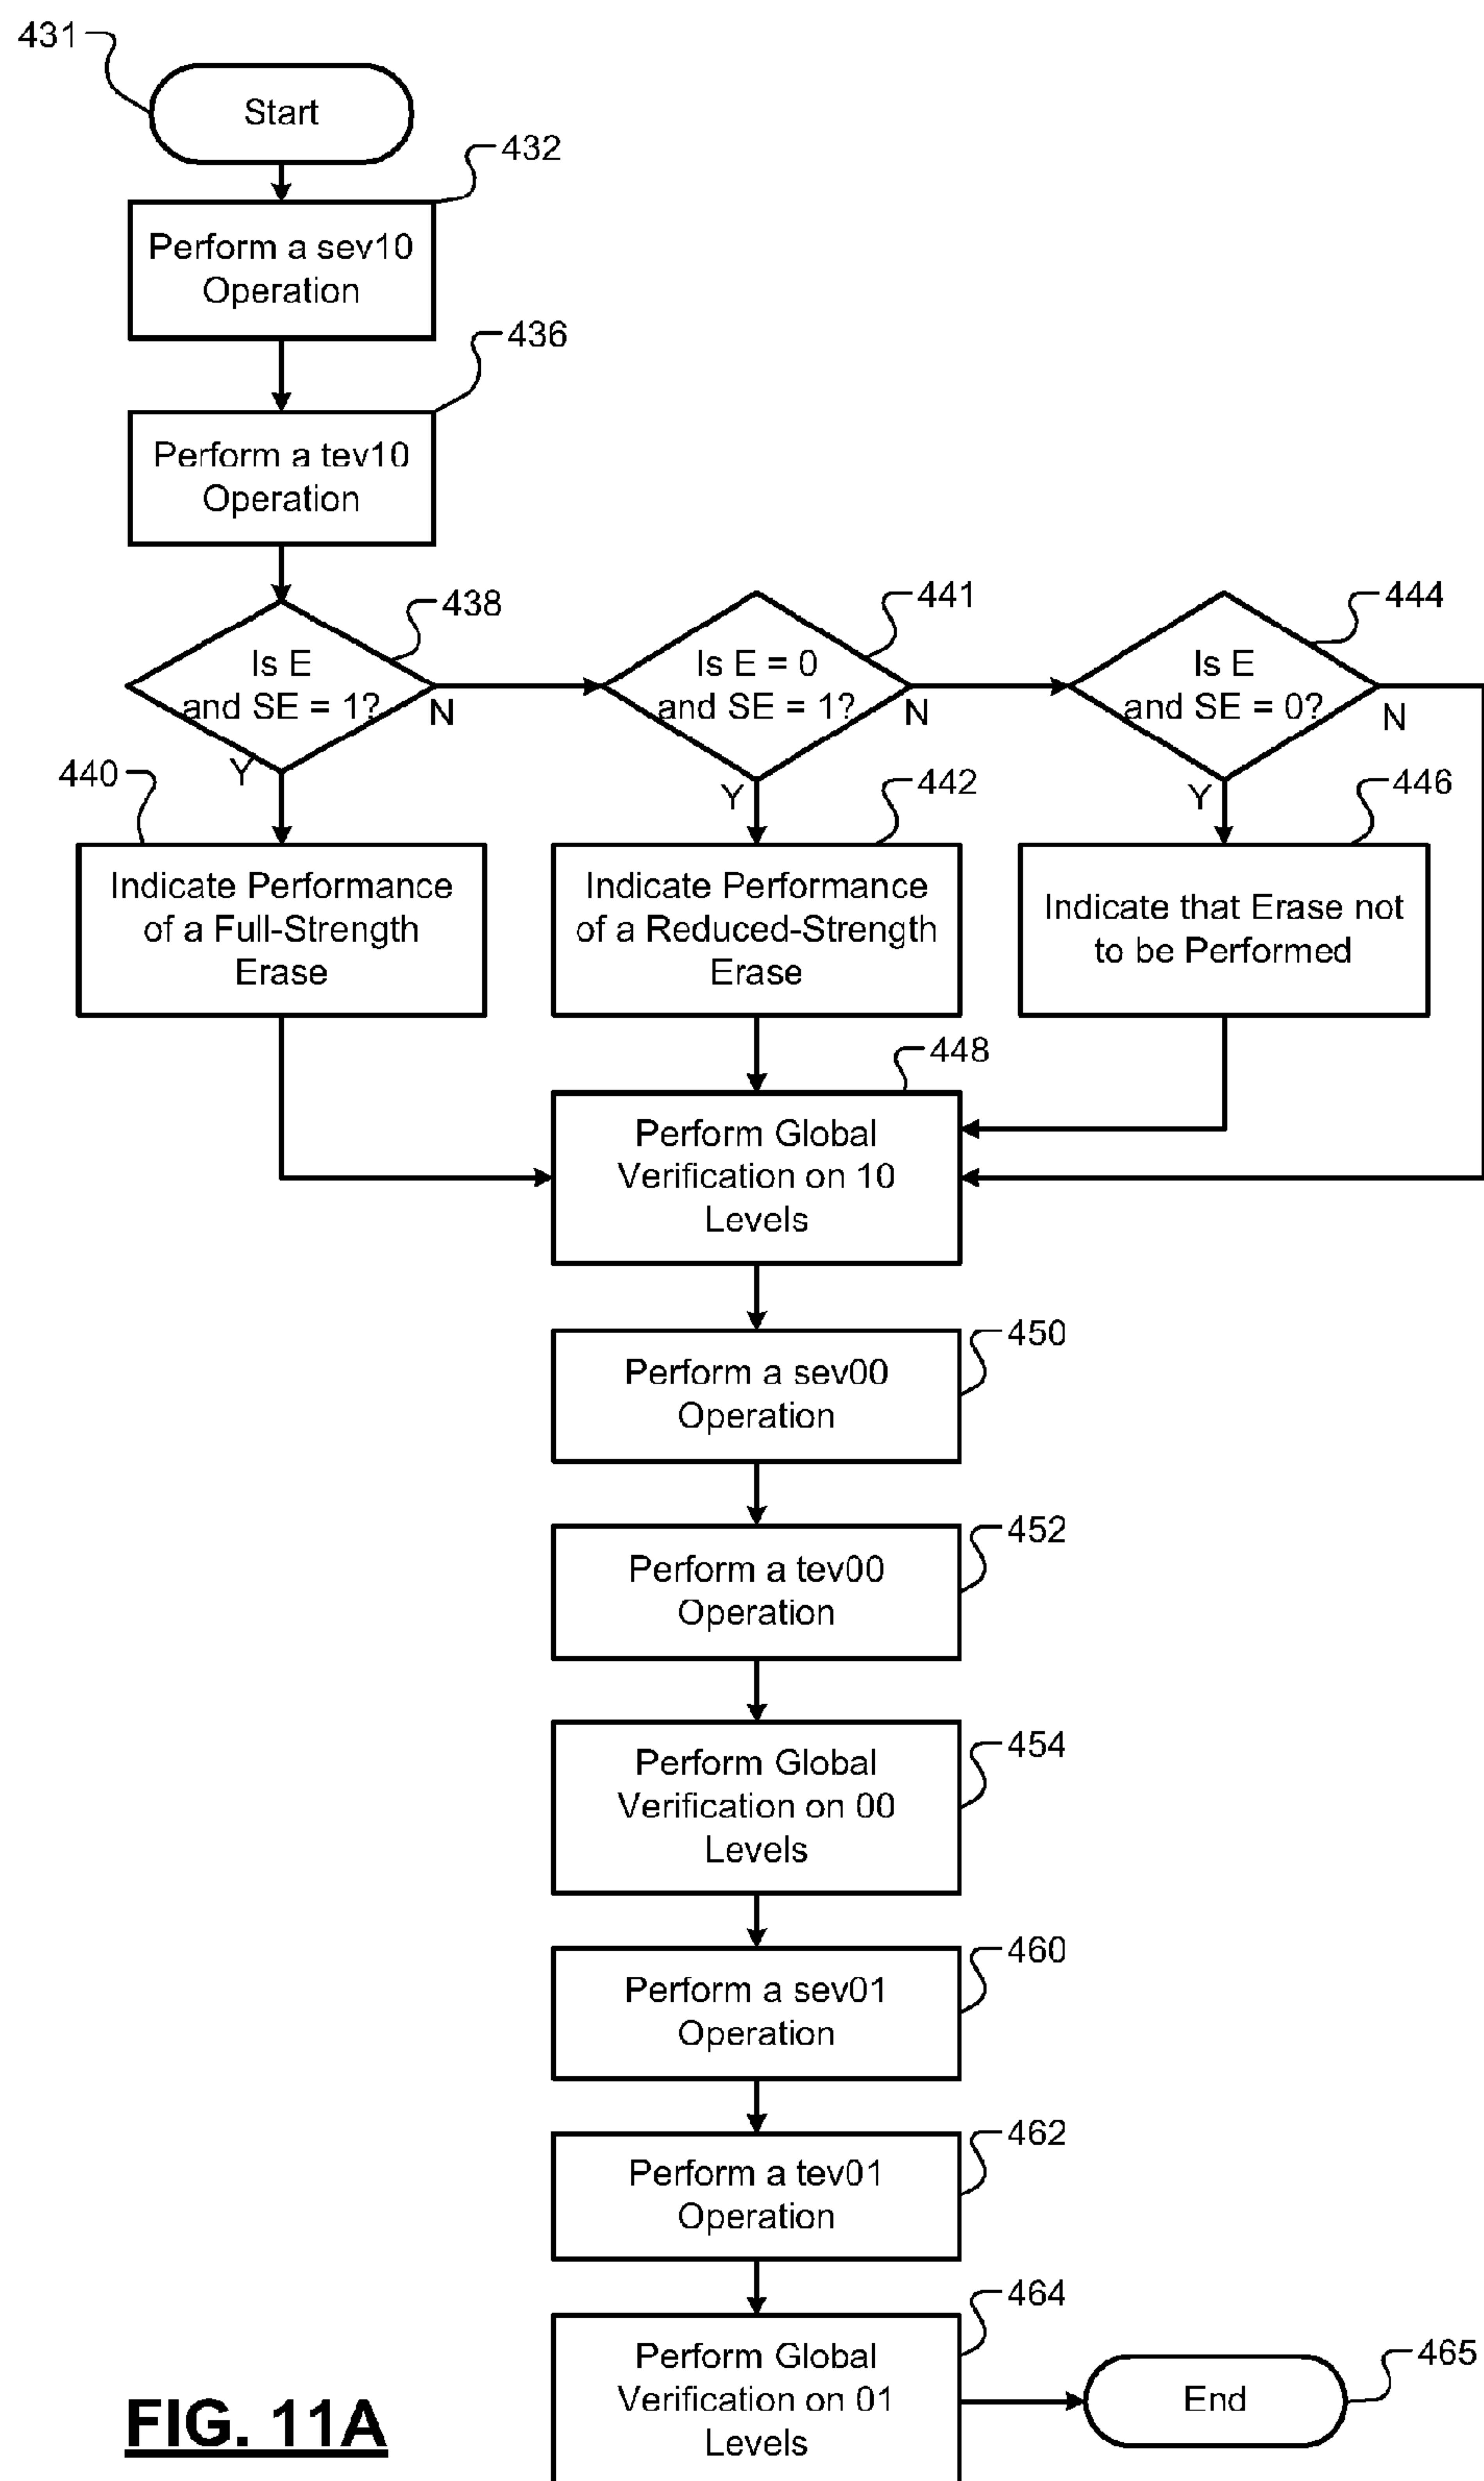 431
Start
432
Perform a sev10
Operation
436
Perform a tev10
Operation
438
Is E
and SE = 1?
N
Y
441
Is E = 0
and SE = 1?
N
Y
444
Is E
and SE = 0?
N
Y
440
Indicate Performance
of a Full-Strength
Erase
442
Indicate Performance
of a Reduced-Strength
Erase
446
Indicate that Erase not
to be Performed
448
Perform Global
Verification on 10
Levels
450
Perform a sev00
Operation
452
Perform a tev00
Operation
454
Perform Global
Verification on 00
Levels
460
Perform a sev01
Operation
462
Perform a tev01
Operation
464
Perform Global
Verification on 01
Levels
465
End
FIG. 11A